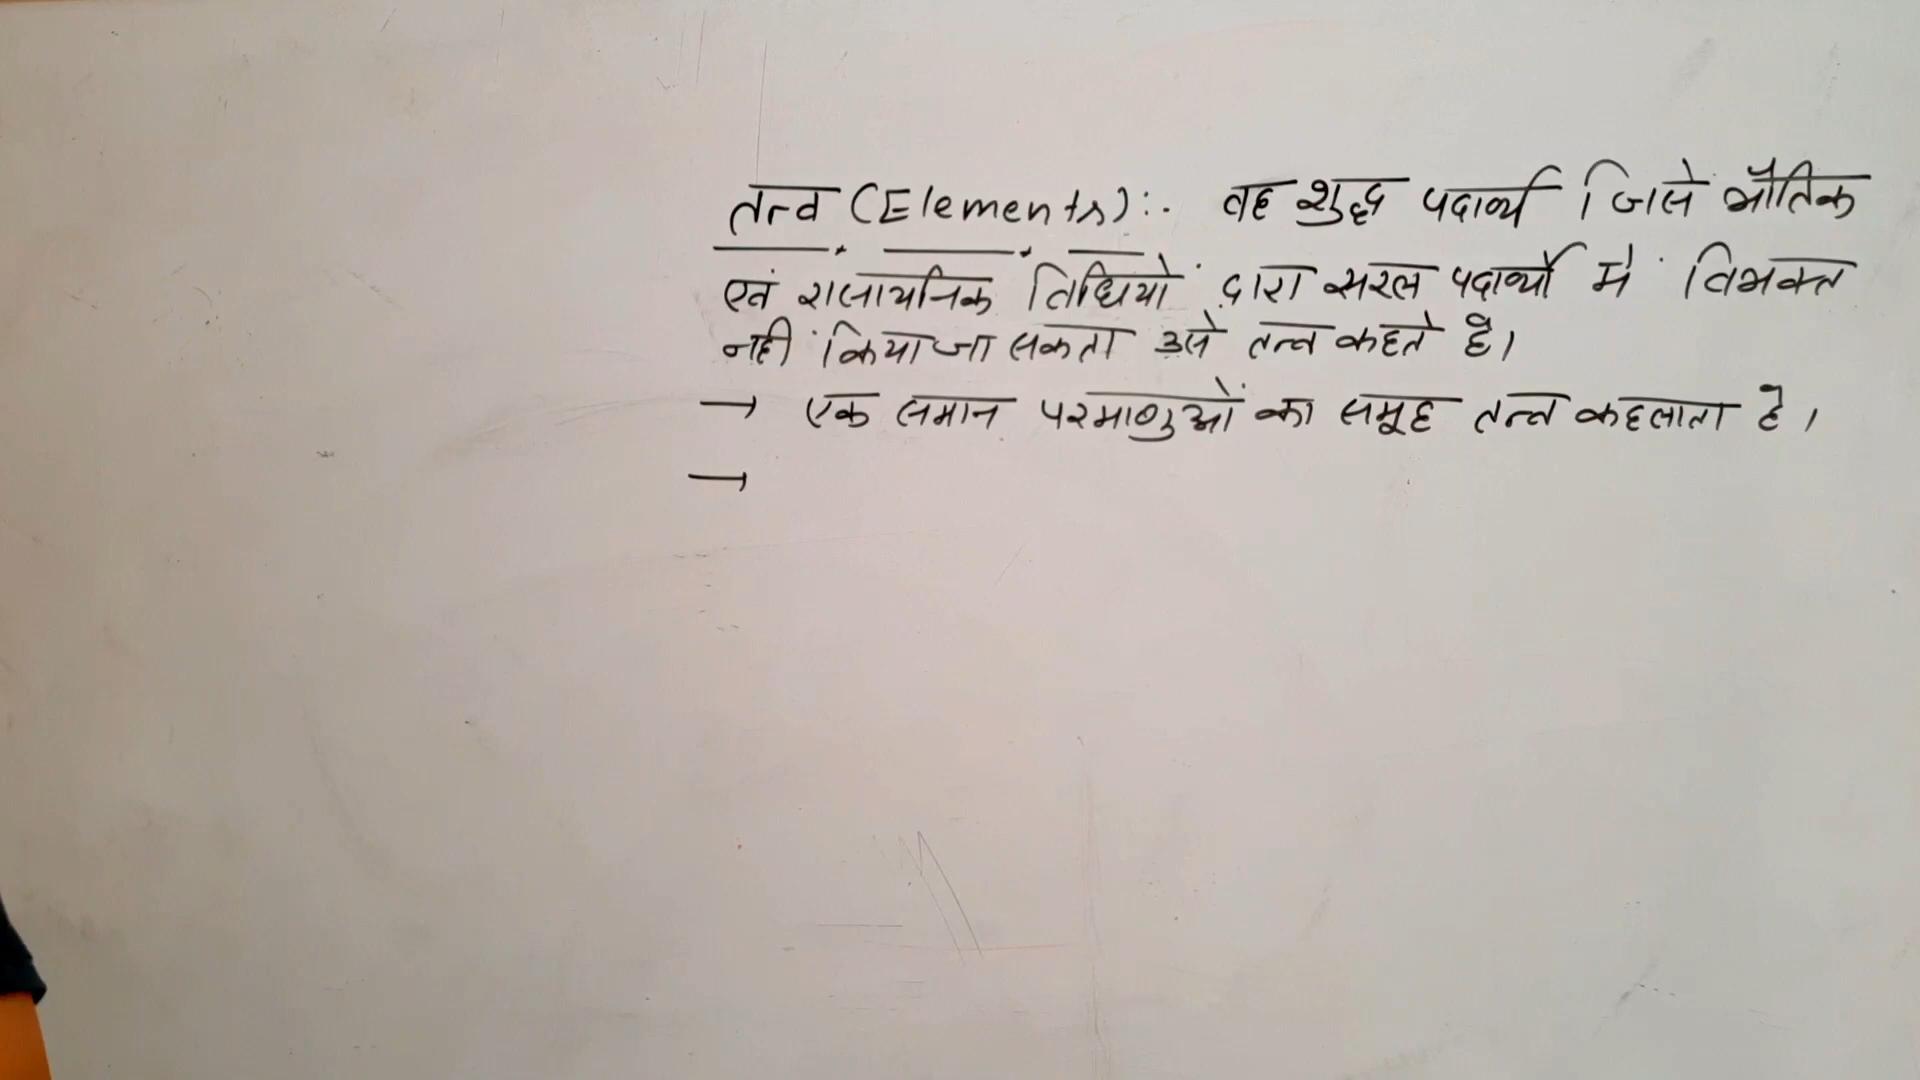 तत्व (Elements):- वह शुद्ध पदार्थ जिसे भौतिक
एवं रासायनिक विधियों द्वारा सरल पदार्थों में विभक्त
नहीं किया जा सकता उसे तत्व कहते हैं।
→ एक समान परमाणुओं का समूह तत्व कहलाता है।
→